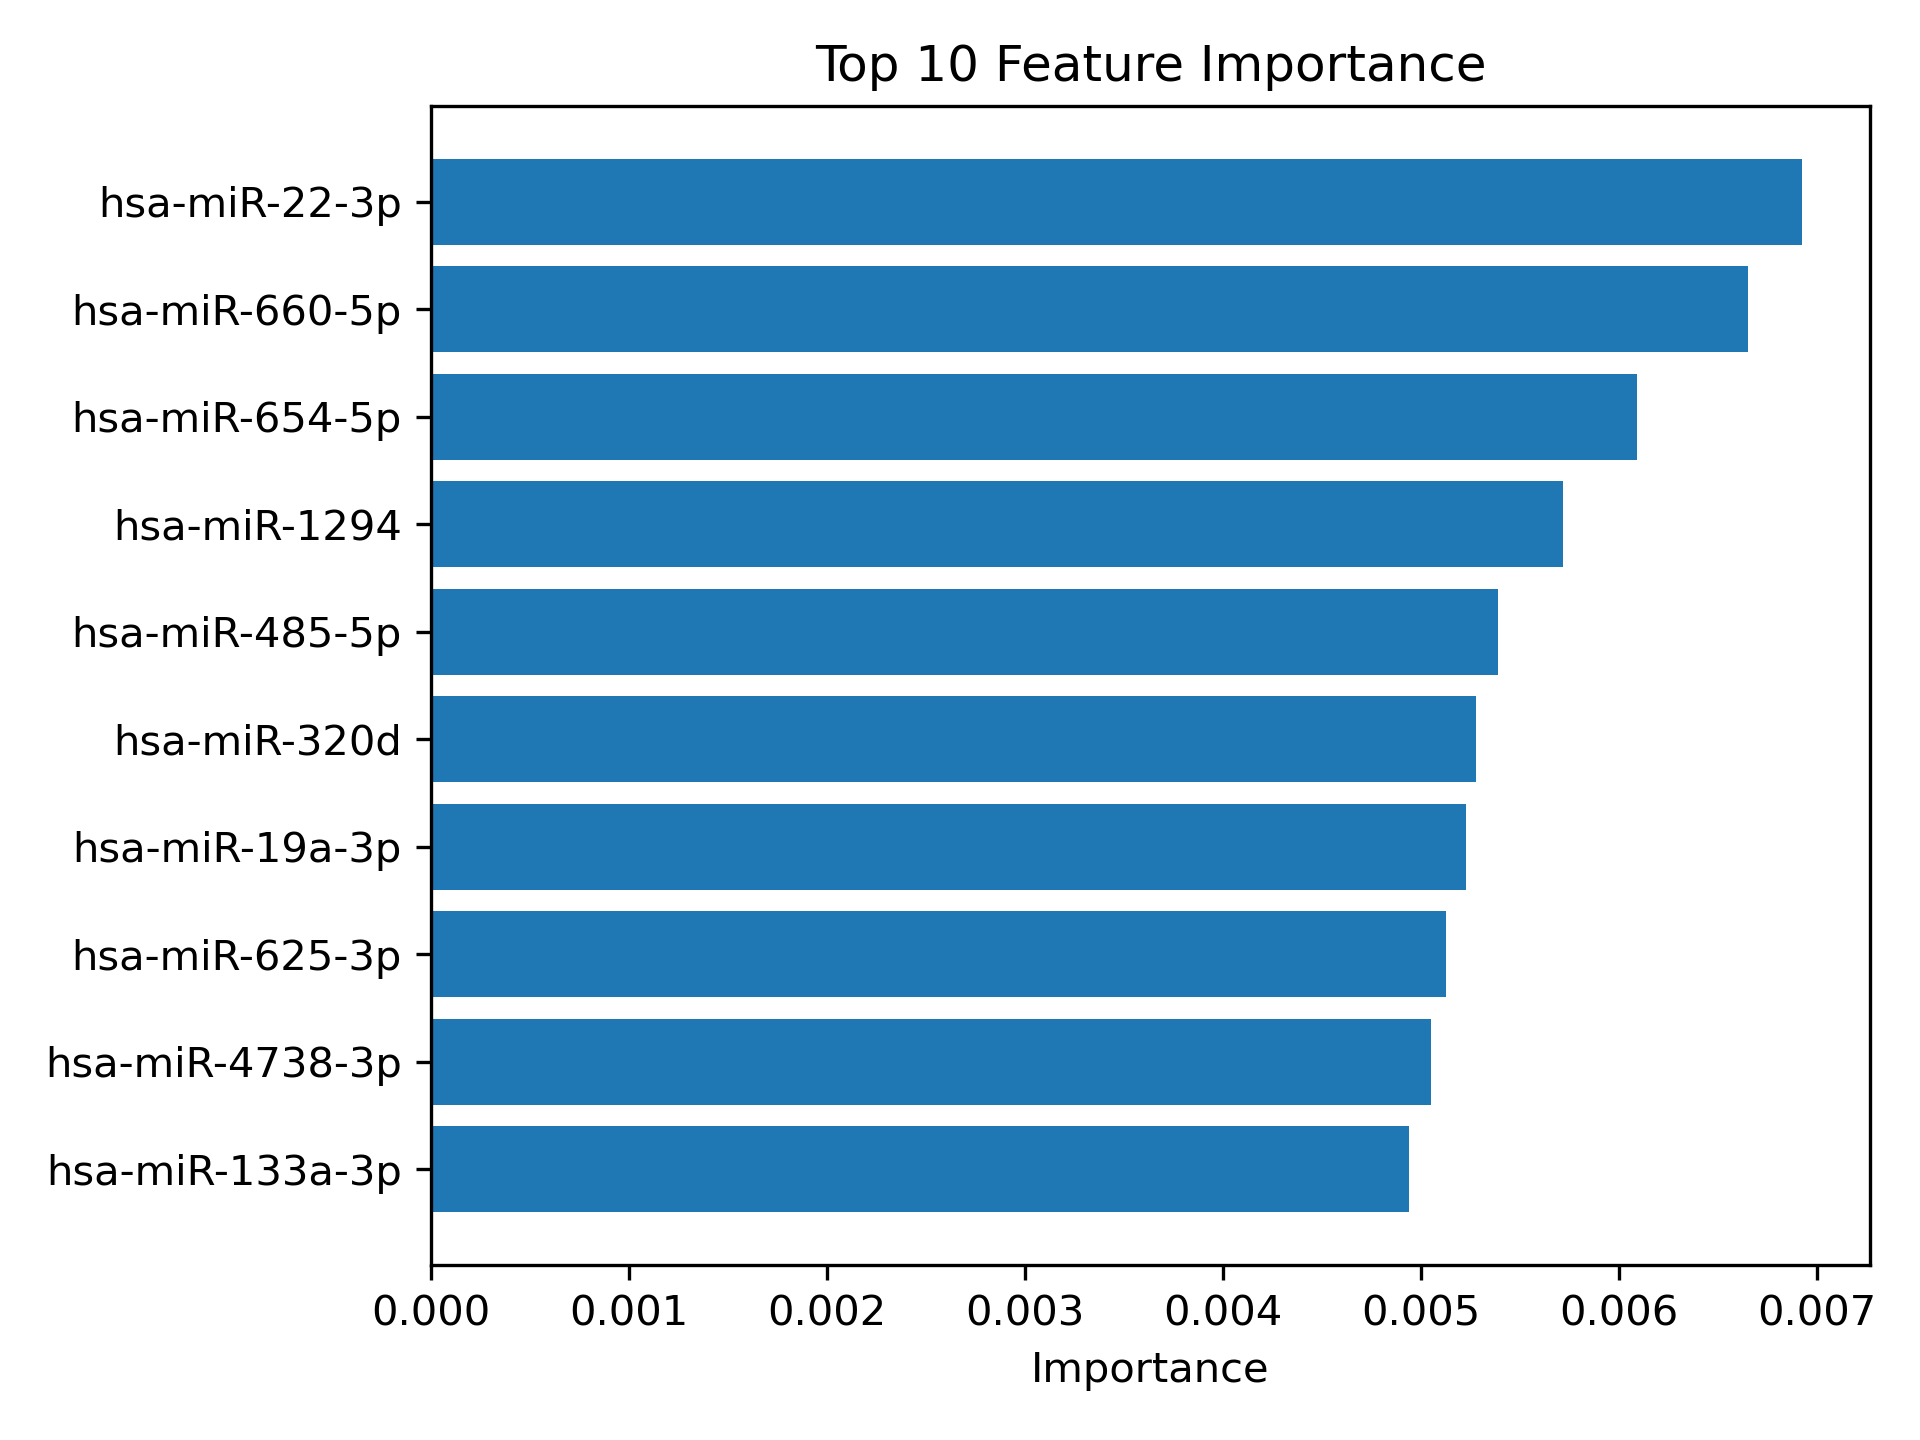 Top 10 Feature Importance
hsa-miR-22-3p
hsa-miR-660-5p
hsa-miR-654-5p
hsa-miR-1294
hsa-miR-485-5p
hsa-miR-320d
hsa-miR-19a-3p
hsa-miR-625-3p
hsa-miR-4738-3p
hsa-miR-133a-3p
0.000 0.001 0.002 0.003 0.004 0.005 0.006 0.007
Importance